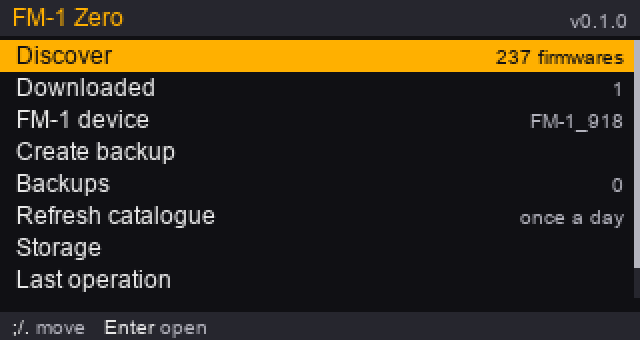 FM-1 Zero v0.1.0
Discover 237 firmwares
Downloaded 1
FM-1 device FM-1_918
Create backup
Backups 0
Refresh catalogue once a day
Storage
Last operation
;/. move Enter open